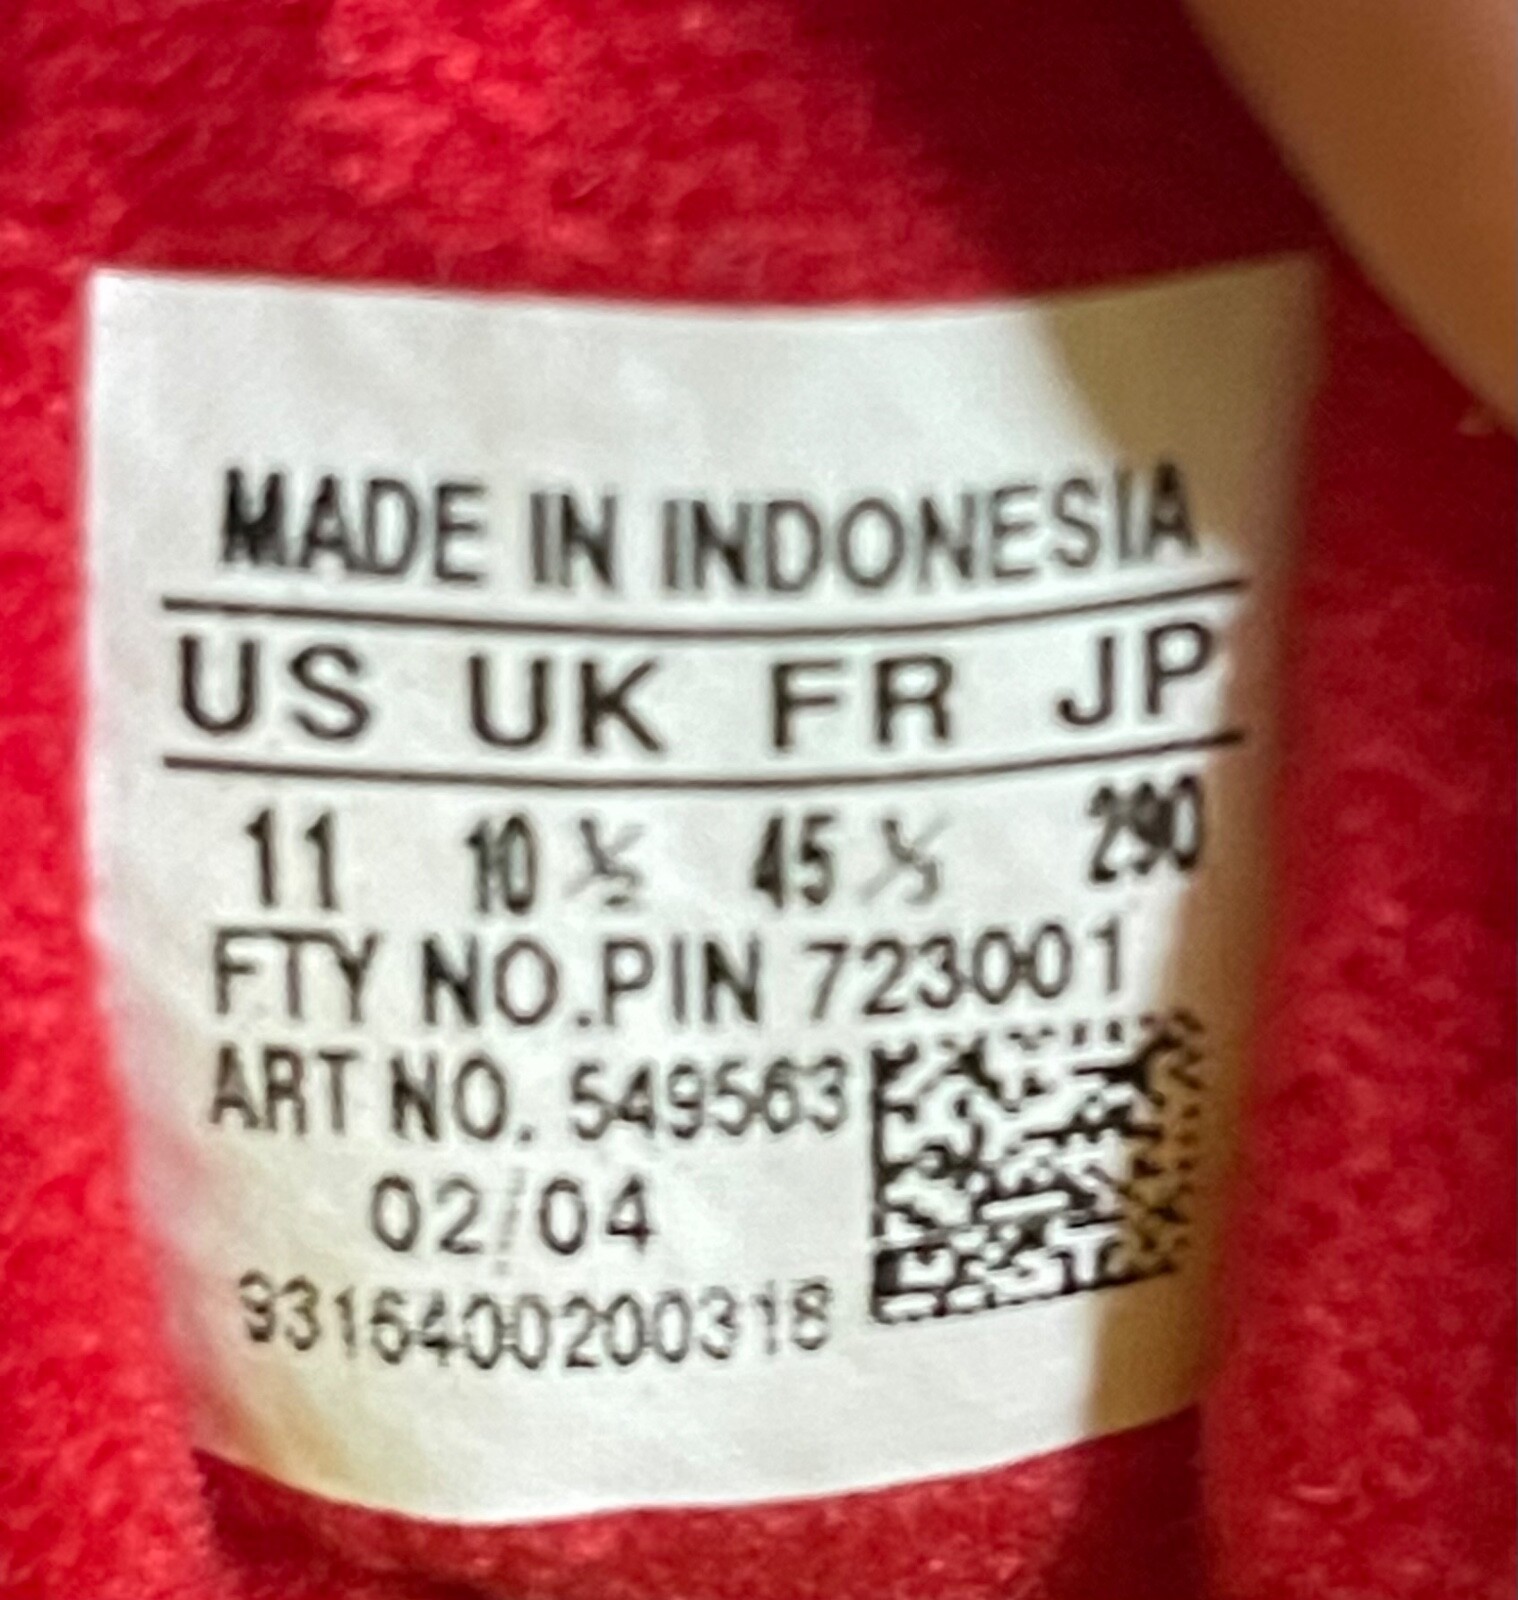 MADE IN INDONESIA
US UK FR JP
11 10 ½ 45 ⅓ 290
FTY NO.PIN 723001
ART NO. 549563
02/04
9316400200318